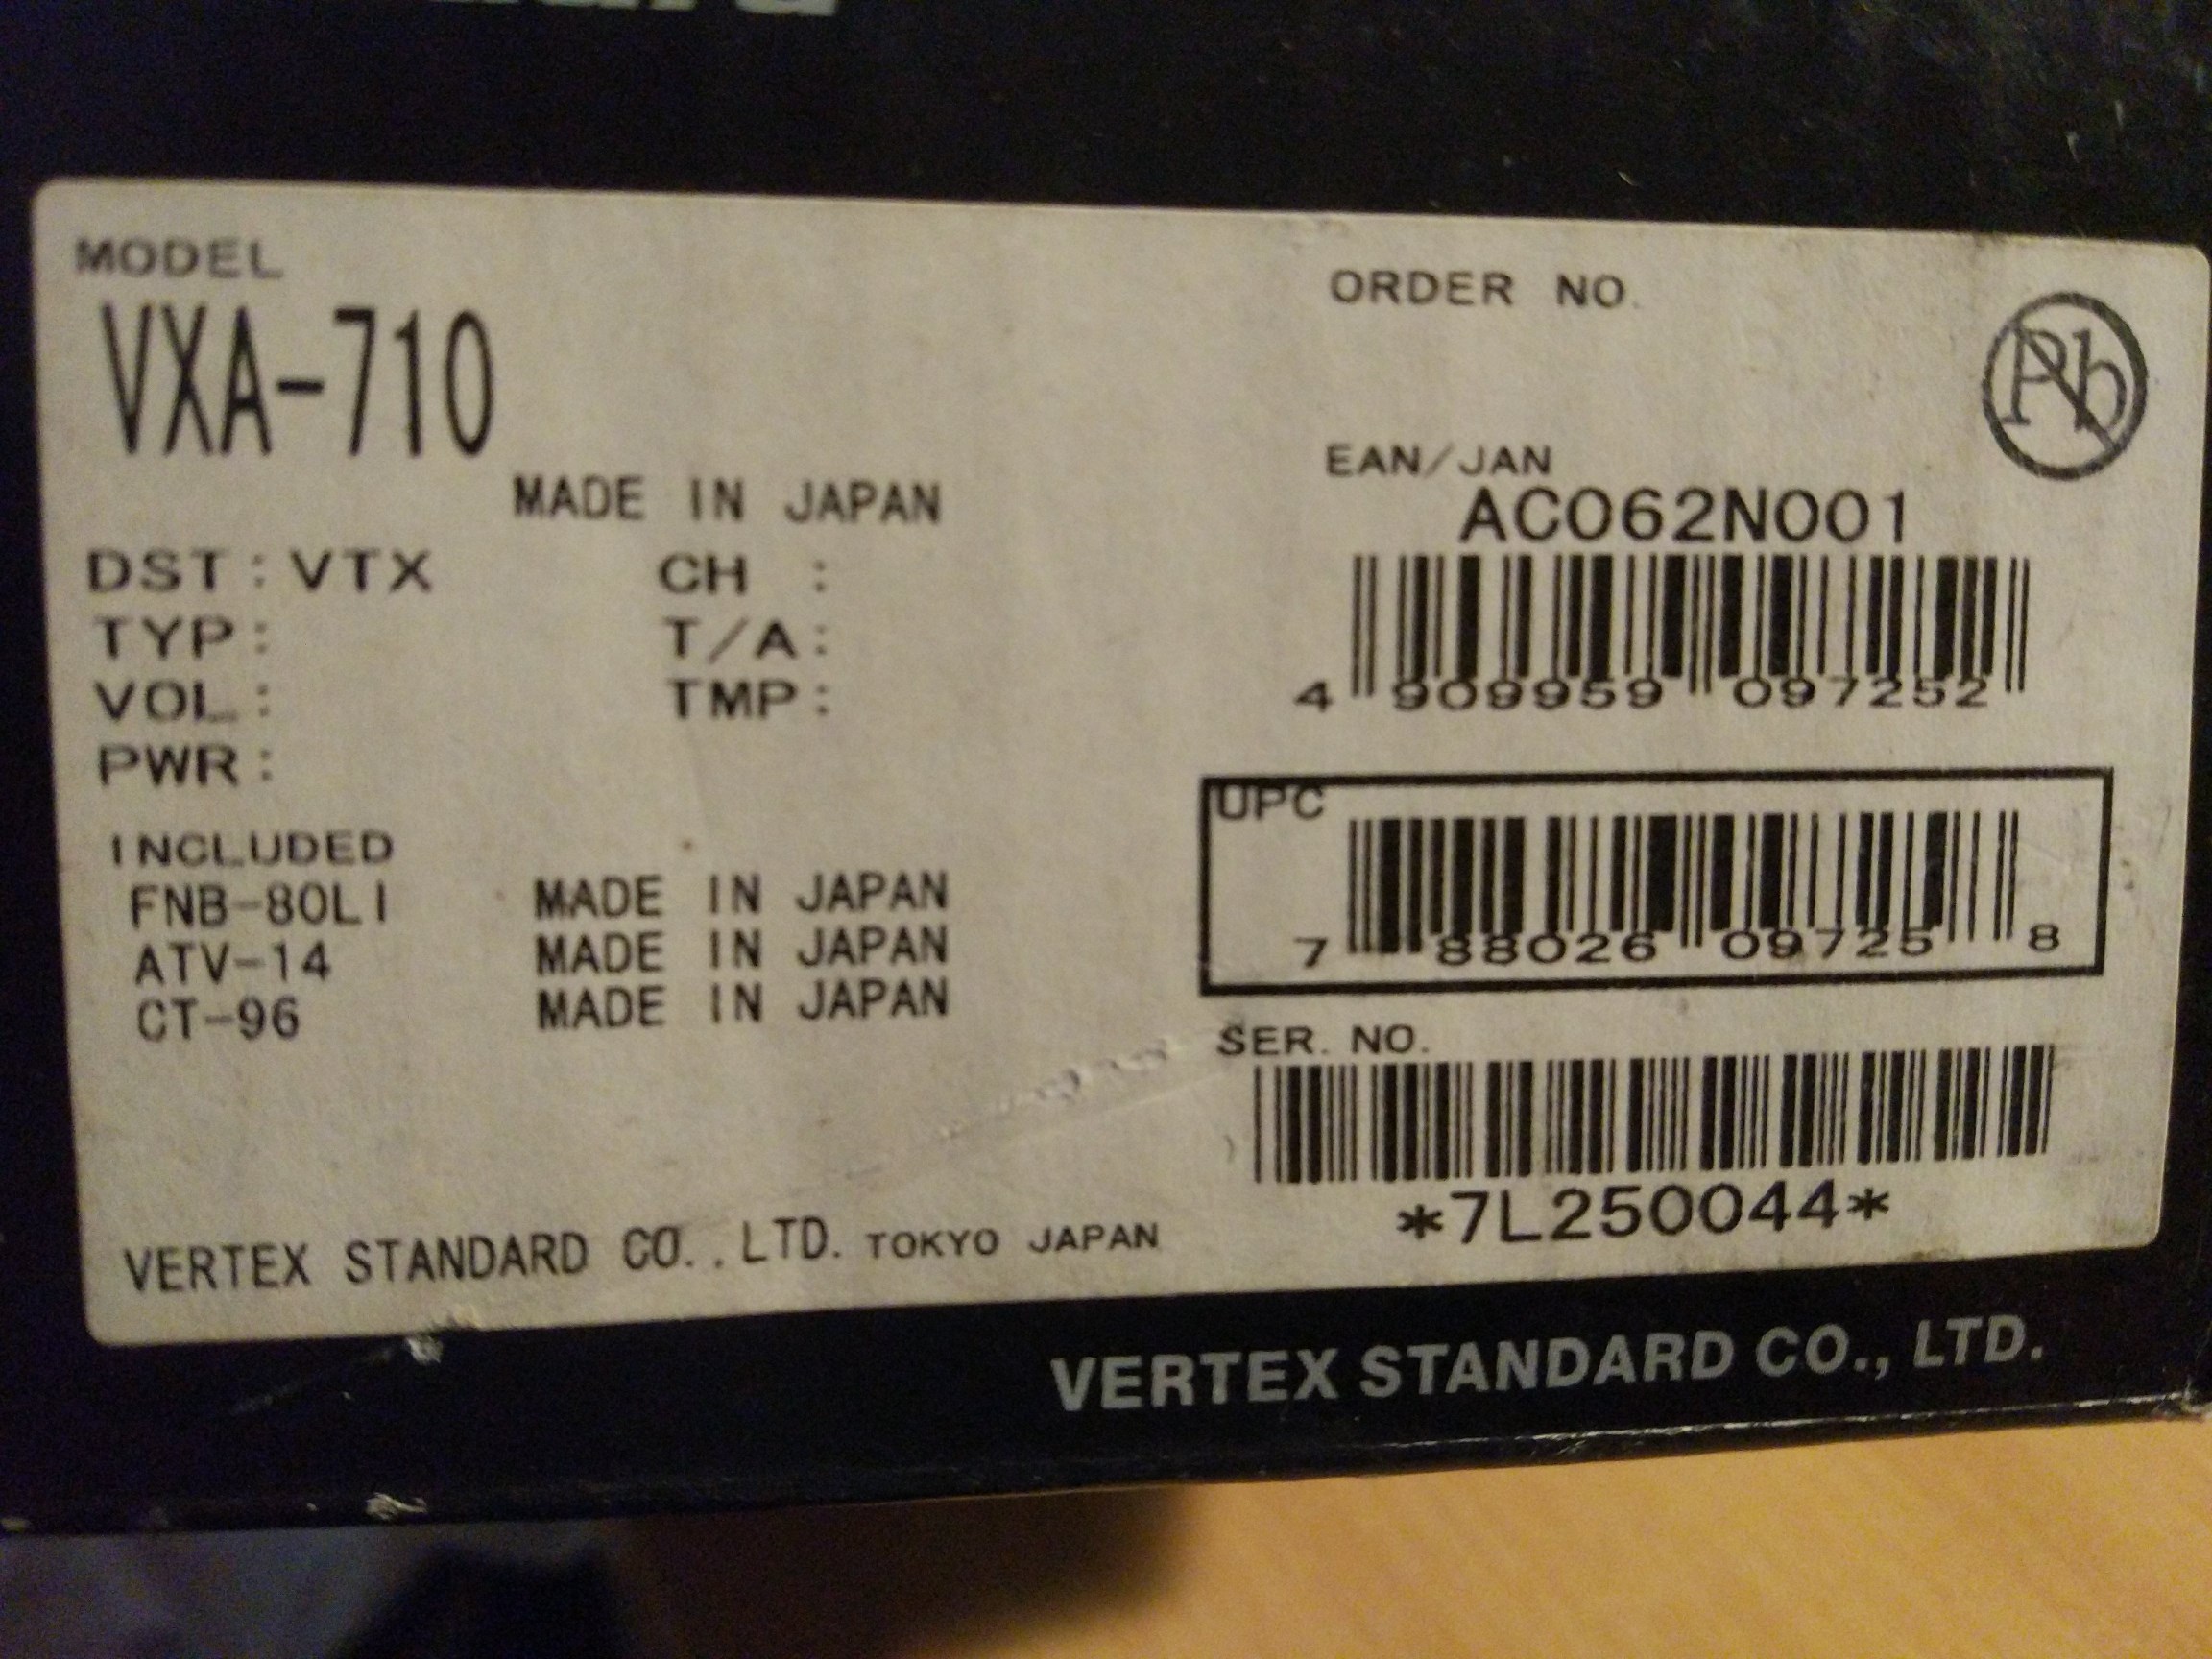 MODEL
VXA-710
MADE IN JAPAN
DST: VTX CH :
TYP: T/A:
VOL: TMP:
PWR:
INCLUDED
FNB-80LI MADE IN JAPAN
ATV-14 MADE IN JAPAN
CT-96 MADE IN JAPAN
VERTEX STANDARD CO.,LTD. TOKYO JAPAN
ORDER NO.
Pb
EAN/JAN
AC062N001
4 909959 097252
UPC
7 88026 09725 8
SER. NO.
*7L250044*
VERTEX STANDARD CO., LTD.